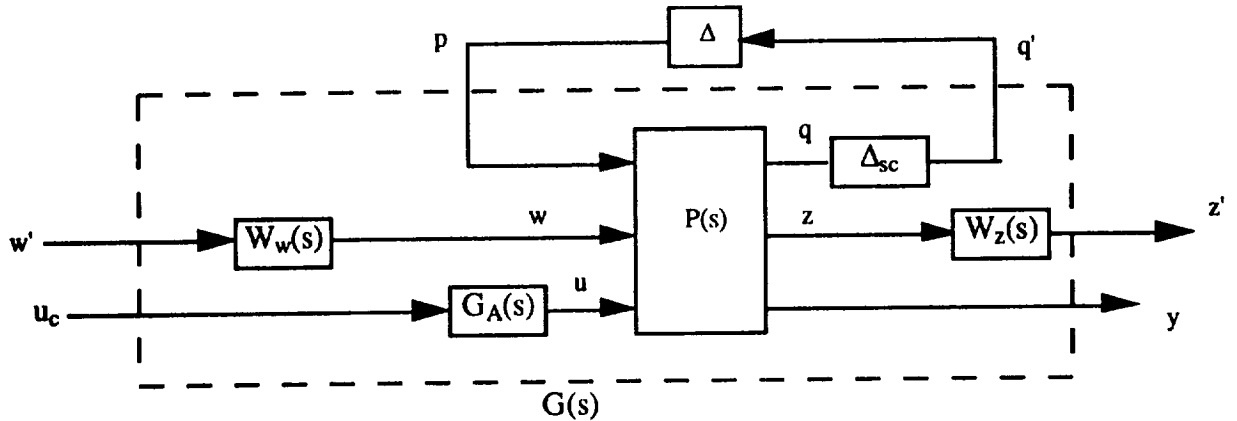 Δ
p
q'
q
Δsc
P(s)
w
z
z'
w'
Ww(s)
Wz(s)
u
uc
GA(s)
y
G(s)